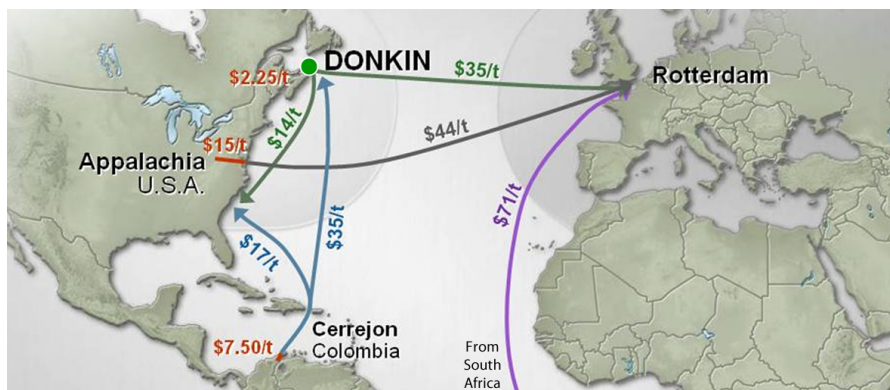 DONKIN
$35/t
Rotterdam
$2.25/t
$14/t
$44/t
$15/t
Appalachia
U.S.A.
$71/t
$35/t
$17/t
Cerrejon
Colombia
$7.50/t
From
South
Africa